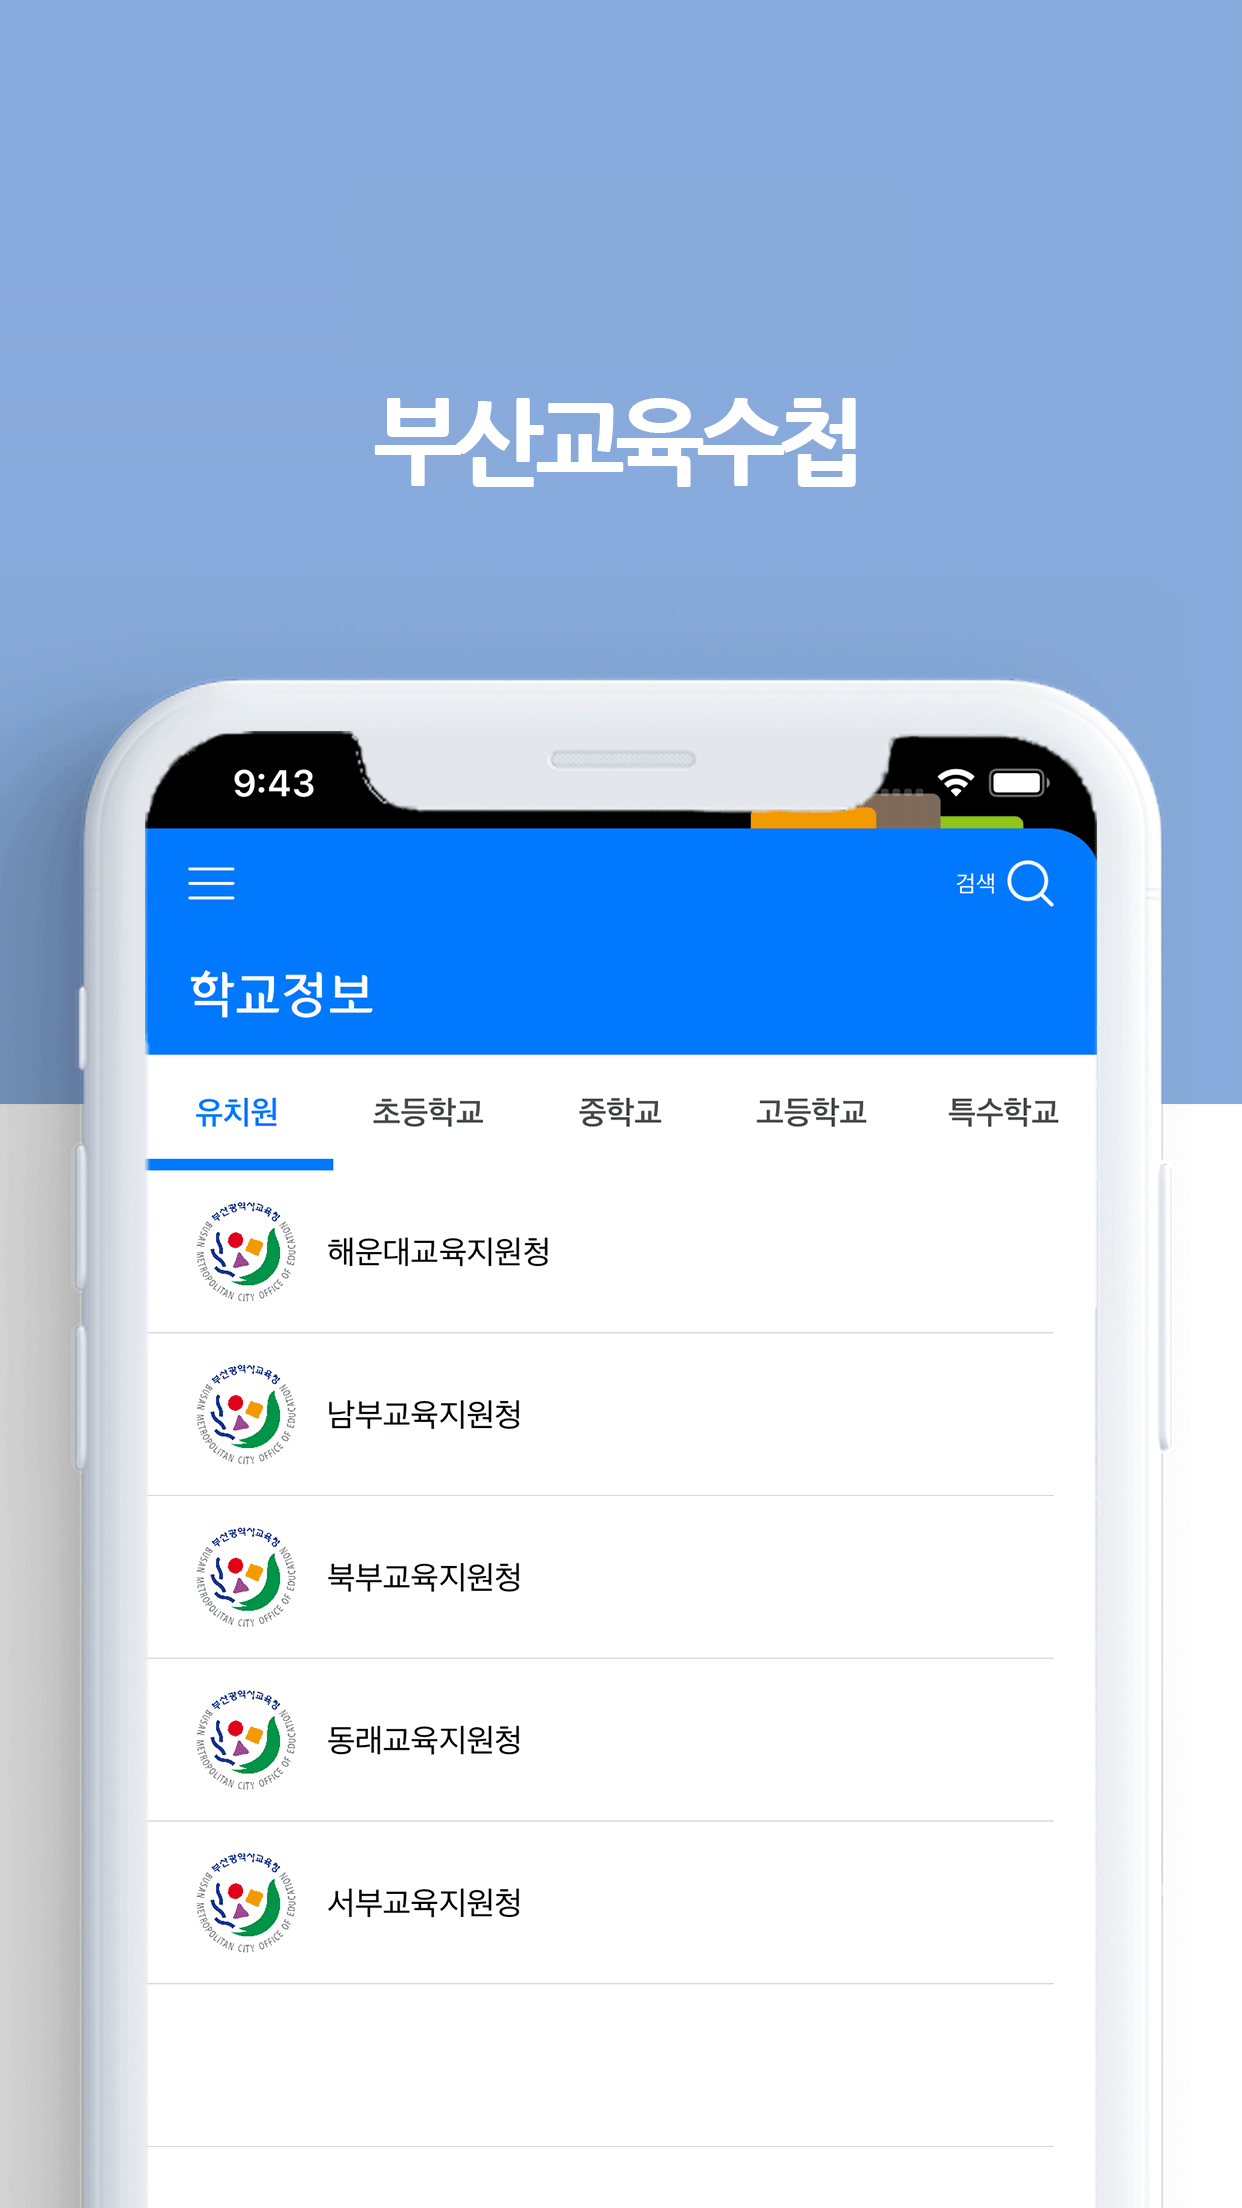 부산교육수첩
9:43
검색
학교정보
유치원 초등학교 중학교 고등학교 특수학교
부산광역시교육청
BUSAN METROPOLITAN CITY OFFICE OF EDUCATION
해운대교육지원청
부산광역시교육청
BUSAN METROPOLITAN CITY OFFICE OF EDUCATION
남부교육지원청
부산광역시교육청
BUSAN METROPOLITAN CITY OFFICE OF EDUCATION
북부교육지원청
부산광역시교육청
BUSAN METROPOLITAN CITY OFFICE OF EDUCATION
동래교육지원청
부산광역시교육청
BUSAN METROPOLITAN CITY OFFICE OF EDUCATION
서부교육지원청